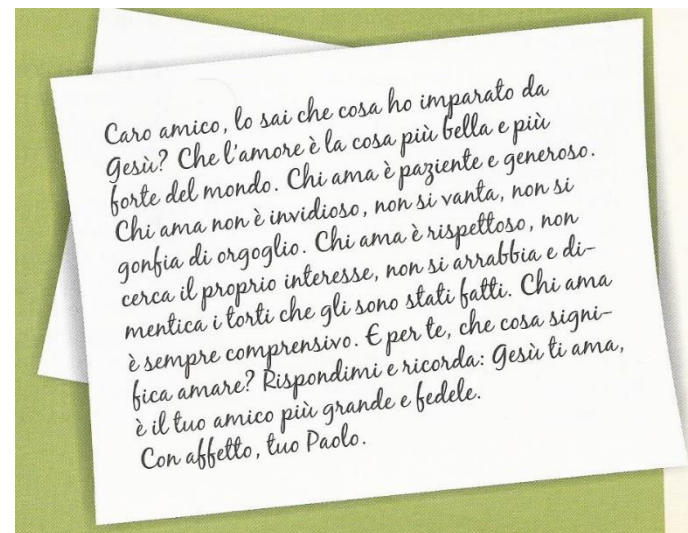 Caro amico, lo sai che cosa ho imparato da
Gesù? Che l'amore è la cosa più bella e più
forte del mondo. Chi ama è paziente e generoso.
Chi ama non è invidioso, non si vanta, non si
gonfia di orgoglio. Chi ama è rispettoso, non
cerca il proprio interesse, non si arrabbia e di-
mentica i torti che gli sono stati fatti. Chi ama
è sempre comprensivo. E per te, che cosa signi-
fica amare? Rispondimi e ricorda: Gesù ti ama,
è il tuo amico più grande e fedele.
Con affetto, tuo Paolo.